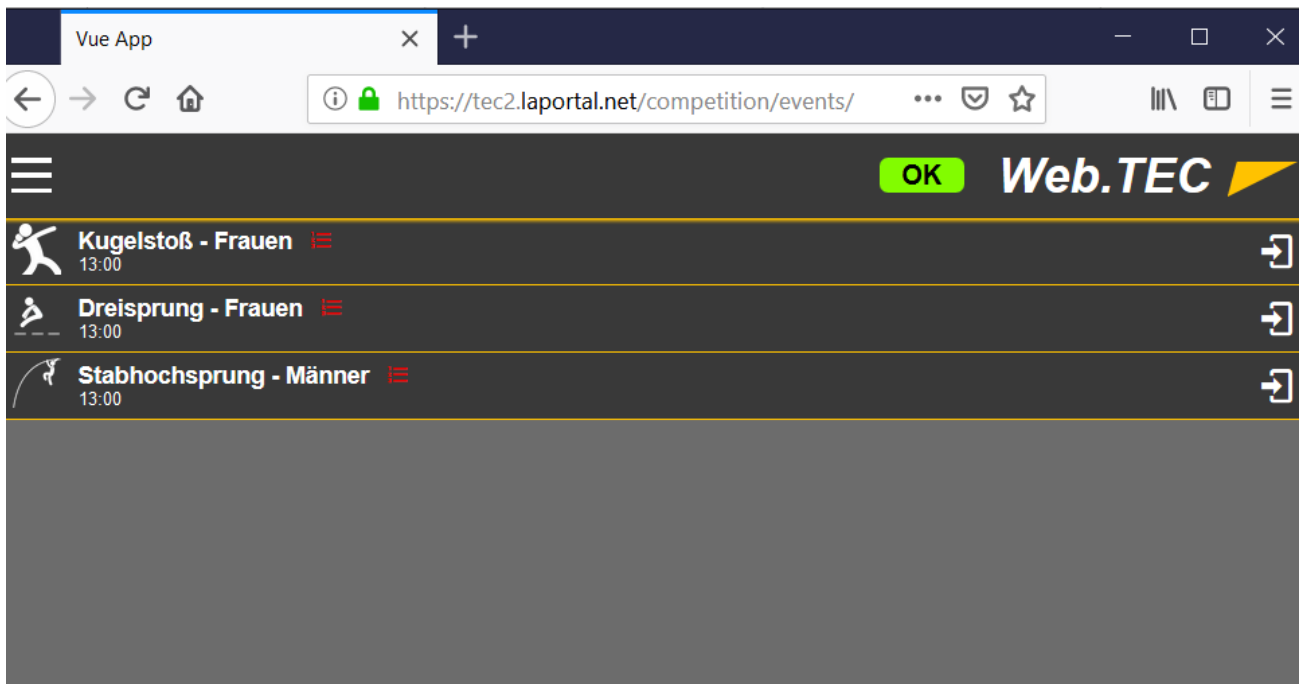 Vue App
https://tec2.laportal.net/competition/events/
OK Web.TEC
Kugelstoß - Frauen
13:00
Dreisprung - Frauen
13:00
Stabhochsprung - Männer
13:00